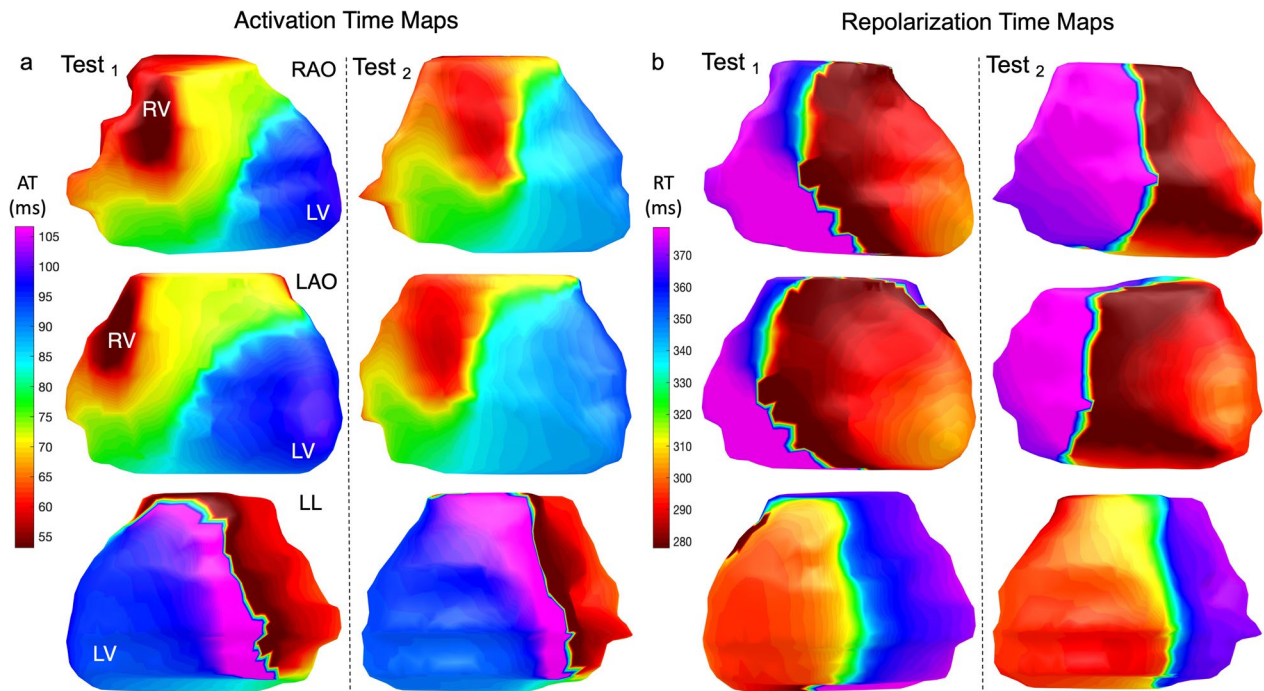 Activation Time Maps
Repolarization Time Maps
a
Test 1
RAO
Test 2
b
Test 1
Test 2
RV
LV
AT
(ms)
105
100
95
90
85
80
75
70
65
60
55
RT
(ms)
370
360
350
340
330
320
310
300
290
280
LAO
RV
LV
LL
LV